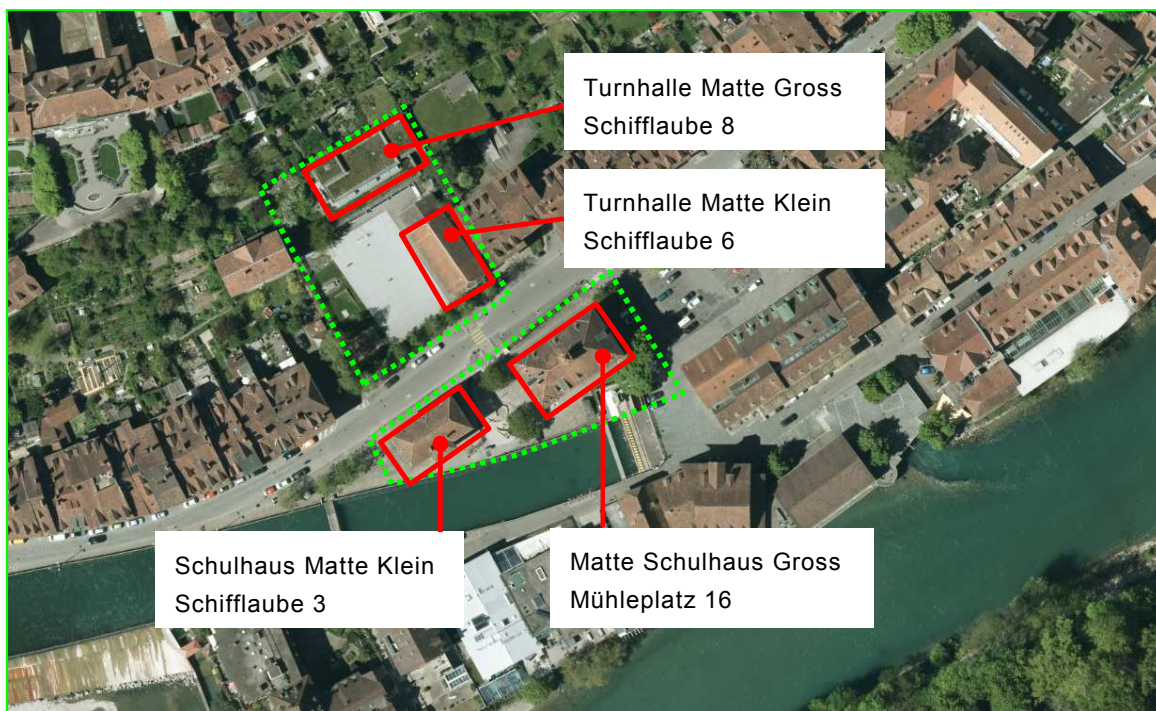 Turnhalle Matte Gross
Schifflaube 8
Turnhalle Matte Klein
Schifflaube 6
Schulhaus Matte Klein
Schifflaube 3
Matte Schulhaus Gross
Mühleplatz 16